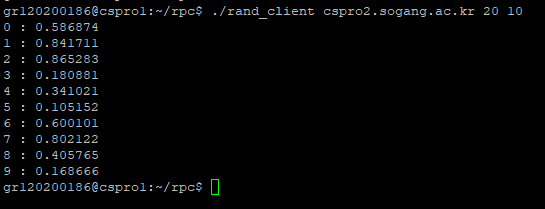 gr120200186@cspro1:~/rpc$ ./rand_client cspro2.sogang.ac.kr 20 10
0 : 0.586874
1 : 0.841711
2 : 0.865283
3 : 0.180881
4 : 0.341021
5 : 0.105152
6 : 0.600101
7 : 0.802122
8 : 0.405765
9 : 0.168666
gr120200186@cspro1:~/rpc$